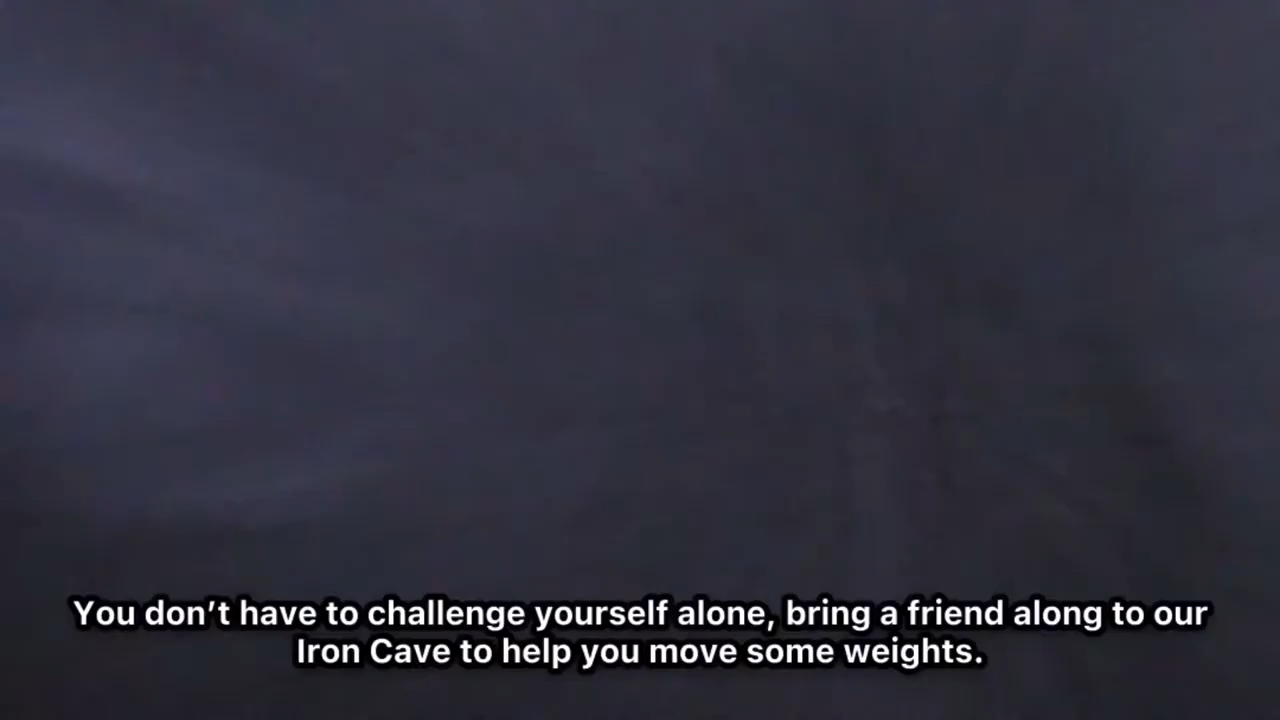 You don’t have to challenge yourself alone, bring a friend along to our
Iron Cave to help you move some weights.